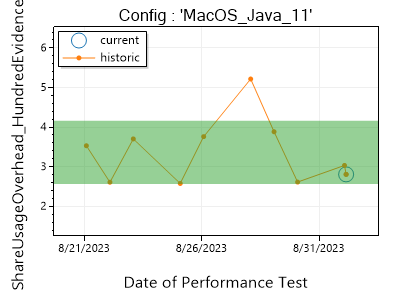 Config : 'MacOS_Java_11'
ShareUsageOverhead_HundredEvidence
current
historic
6
5
4
3
2
8/21/2023
8/26/2023
8/31/2023
Date of Performance Test